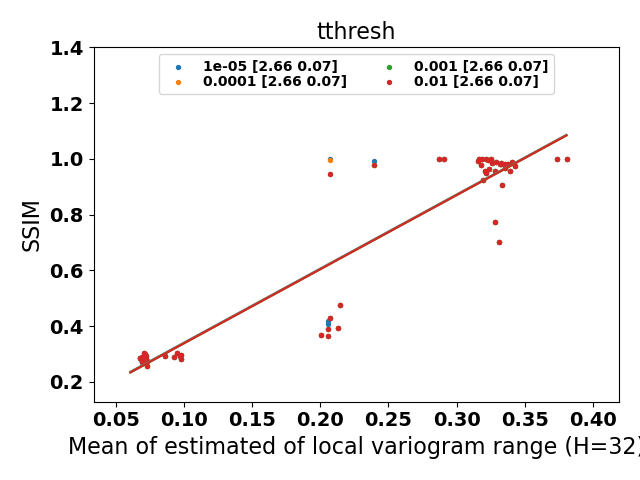 tthresh
1.4
1e-05 [2.66 0.07]
0.001 [2.66 0.07]
0.0001 [2.66 0.07]
0.01 [2.66 0.07]
1.2
1.0
0.8
0.6
0.4
0.2
SSIM
0.05 0.10 0.15 0.20 0.25 0.30 0.35 0.40
Mean of estimated of local variogram range (H=32)